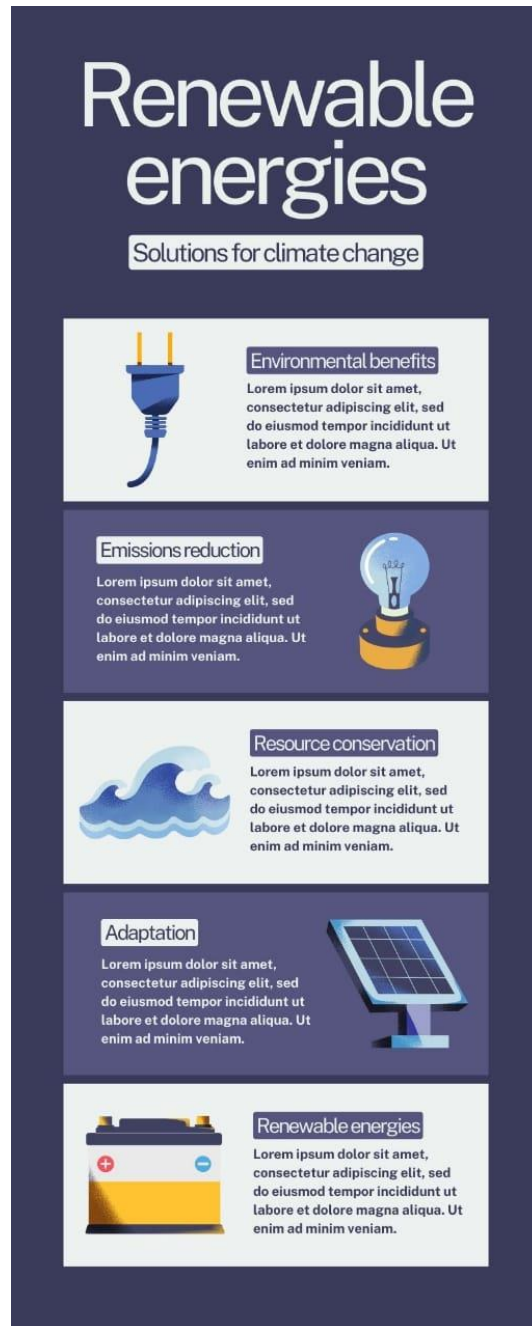 Renewable
energies
Solutions for climate change
Environmental benefits
Lorem ipsum dolor sit amet,
consectetur adipiscing elit, sed
do eiusmod tempor incididunt ut
labore et dolore magna aliqua. Ut
enim ad minim veniam.
Emissions reduction
Lorem ipsum dolor sit amet,
consectetur adipiscing elit, sed
do eiusmod tempor incididunt ut
labore et dolore magna aliqua. Ut
enim ad minim veniam.
Resource conservation
Lorem ipsum dolor sit amet,
consectetur adipiscing elit, sed
do eiusmod tempor incididunt ut
labore et dolore magna aliqua. Ut
enim ad minim veniam.
Adaptation
Lorem ipsum dolor sit amet,
consectetur adipiscing elit, sed
do eiusmod tempor incididunt ut
labore et dolore magna aliqua. Ut
enim ad minim veniam.
Renewable energies
Lorem ipsum dolor sit amet,
consectetur adipiscing elit, sed
do eiusmod tempor incididunt ut
labore et dolore magna aliqua. Ut
enim ad minim veniam.